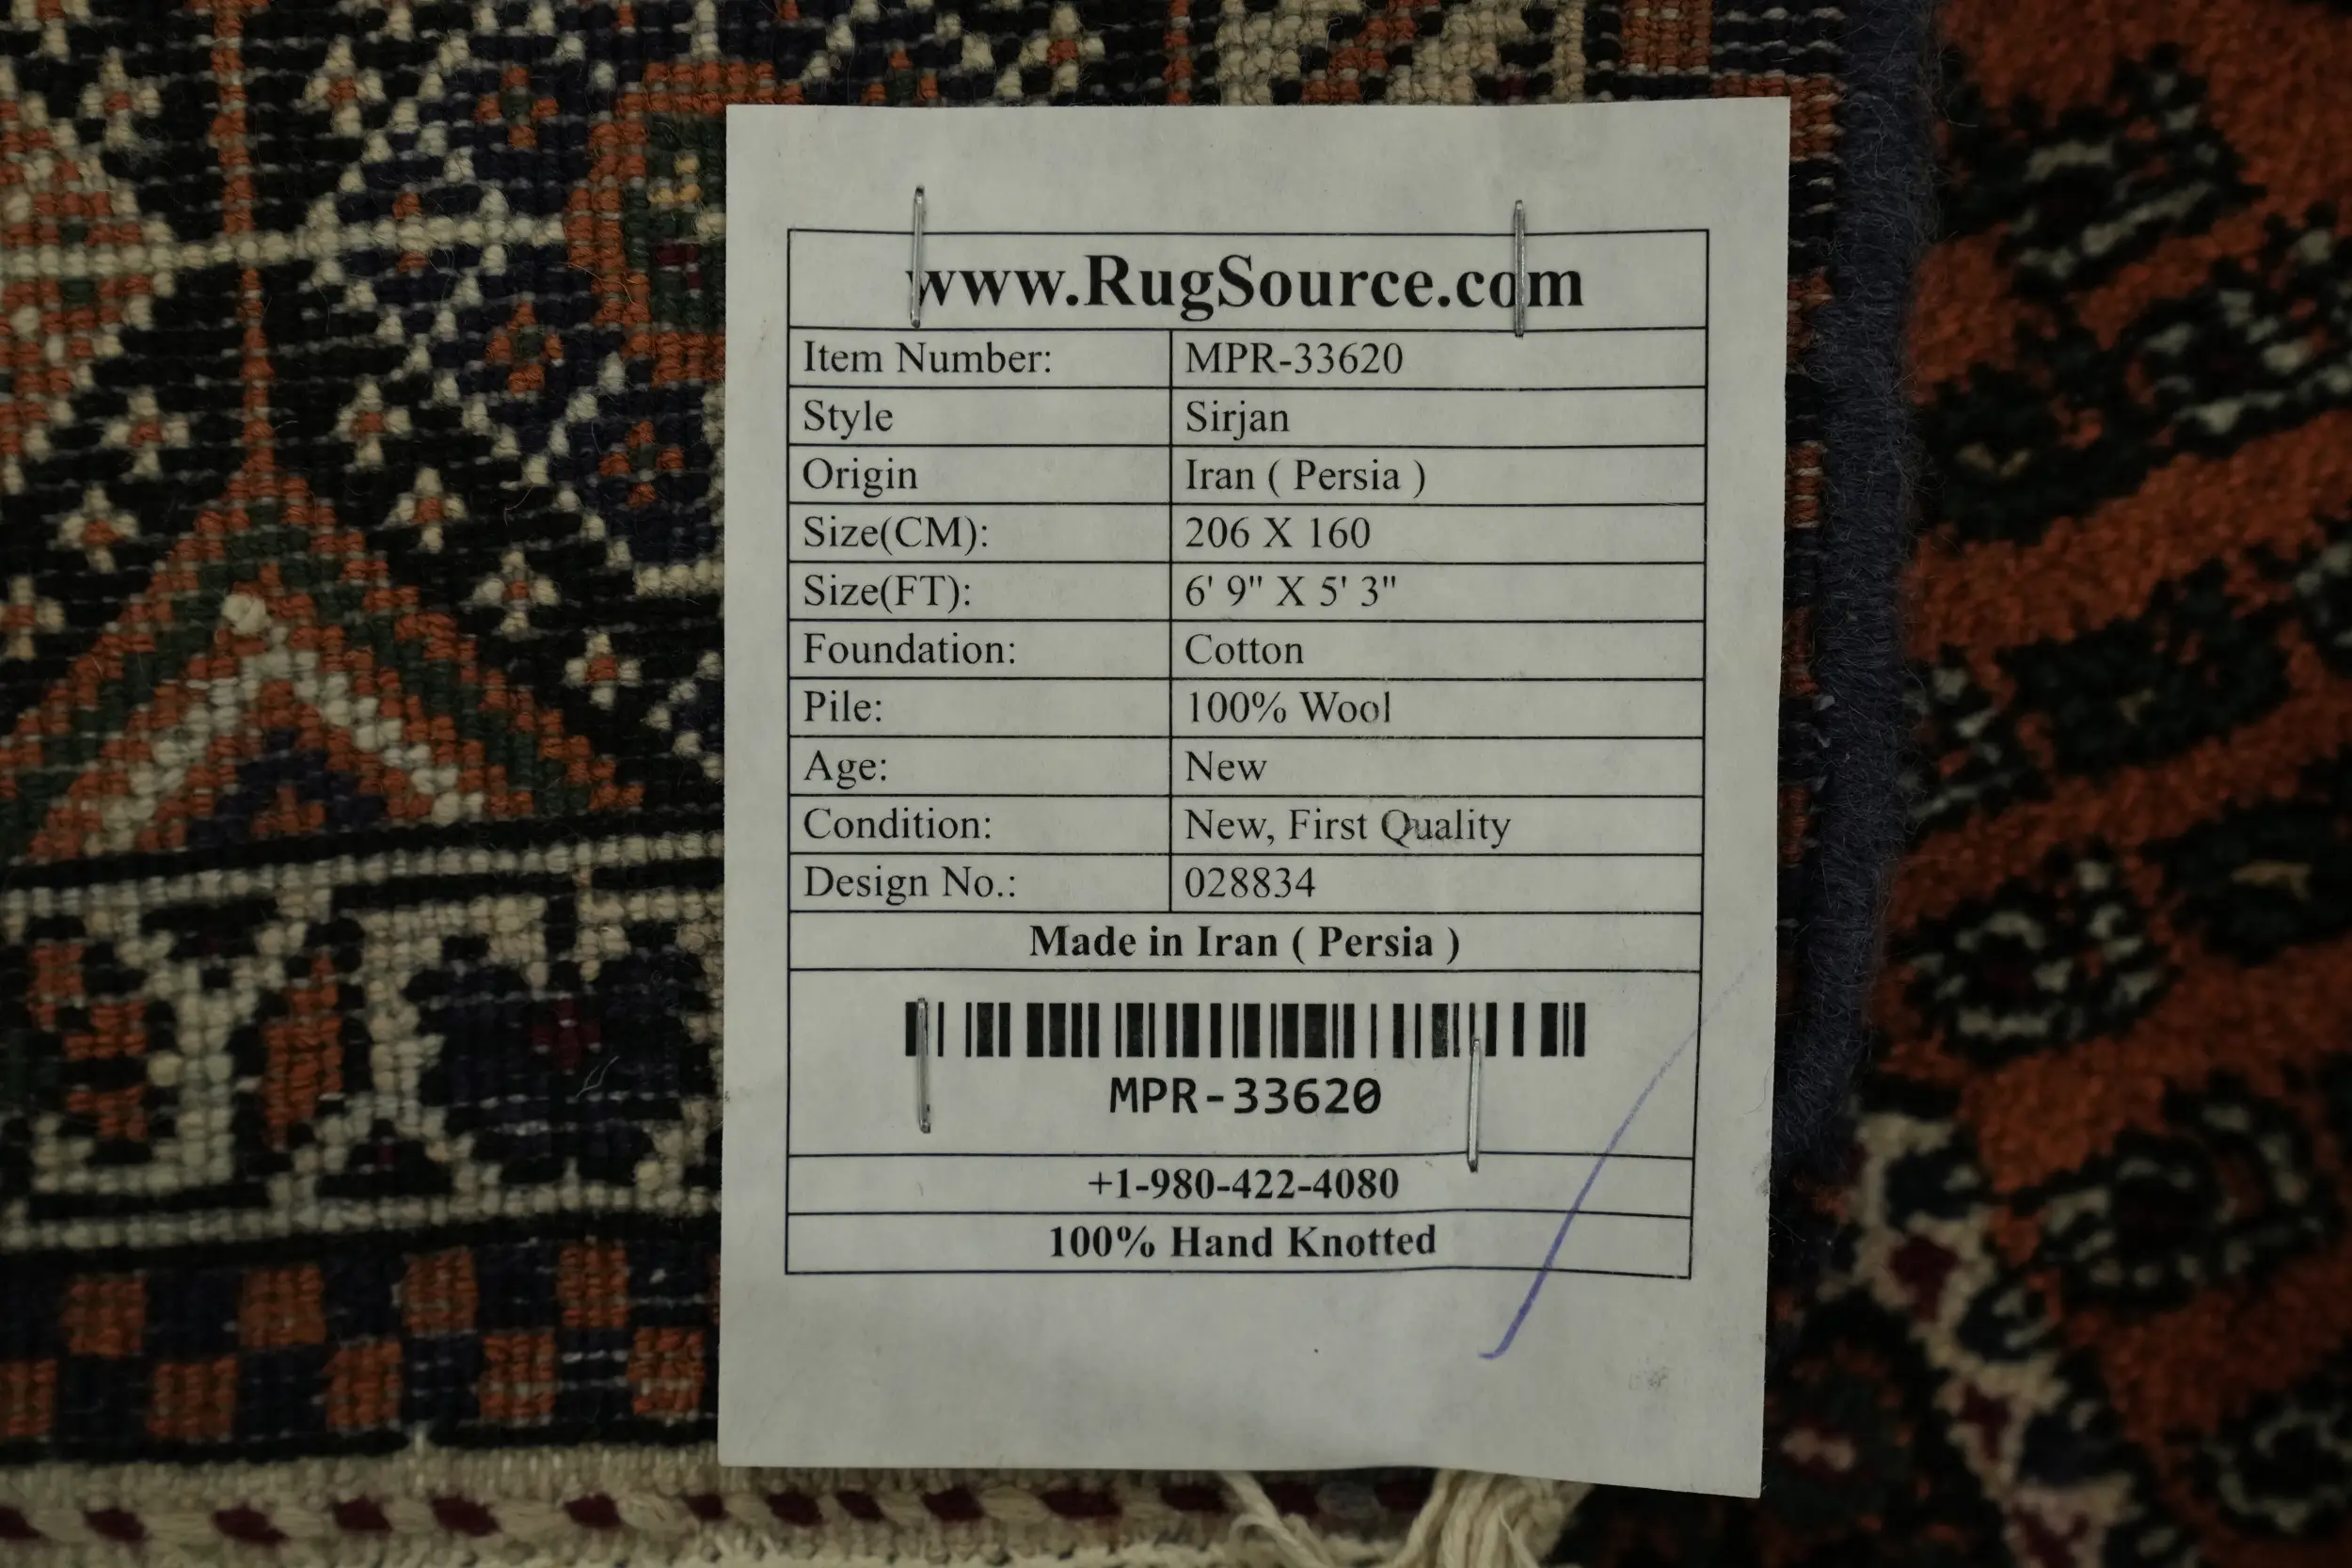 www.RugSource.com
Item Number: MPR-33620
Style Sirjan
Origin Iran ( Persia )
Size(CM): 206 X 160
Size(FT): 6' 9" X 5' 3"
Foundation: Cotton
Pile: 100% Wool
Age: New
Condition: New, First Quality
Design No.: 028834
Made in Iran ( Persia )
MPR-33620
+1-980-422-4080
100% Hand Knotted